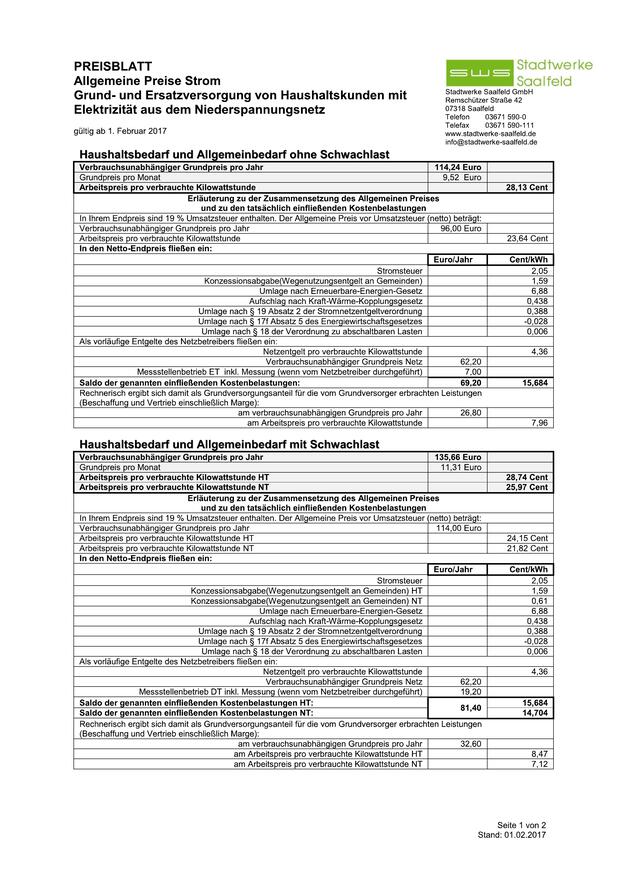 PREISBLATT
Allgemeine Preise Strom
Grund- und Ersatzversorgung von Haushaltskunden mit
Elektrizität aus dem Niederspannungsnetz
gültig ab 1. Februar 2017
sws Stadtwerke
Saalfeld
Stadtwerke Saalfeld GmbH
Remschützer Straße 42
07318 Saalfeld
Telefon 03671 590-0
Telefax 03671 590-111
www.stadtwerke-saalfeld.de
info@stadtwerke-saalfeld.de
Haushaltsbedarf und Allgemeinbedarf ohne Schwachlast
Verbrauchsunabhängiger Grundpreis pro Jahr 114,24 Euro
Grundpreis pro Monat 9,52 Euro
Arbeitspreis pro verbrauchte Kilowattstunde 28,13 Cent
Erläuterung zu der Zusammensetzung des Allgemeinen Preises
und zu den tatsächlich einfließenden Kostenbelastungen
In Ihrem Endpreis sind 19 % Umsatzsteuer enthalten. Der Allgemeine Preis vor Umsatzsteuer (netto) beträgt:
Verbrauchsunabhängiger Grundpreis pro Jahr 96,00 Euro
Arbeitspreis pro verbrauchte Kilowattstunde 23,64 Cent
In den Netto-Endpreis fließen ein:
Euro/Jahr Cent/kWh
Stromsteuer 2,05
Konzessionsabgabe(Wegenutzungsentgelt an Gemeinden) 1,59
Umlage nach Erneuerbare-Energien-Gesetz 6,88
Aufschlag nach Kraft-Wärme-Kopplungsgesetz 0,438
Umlage nach § 19 Absatz 2 der Stromnetzentgeltverordnung 0,388
Umlage nach § 17f Absatz 5 des Energiewirtschaftsgesetzes -0,028
Umlage nach § 18 der Verordnung zu abschaltbaren Lasten 0,006
Als vorläufige Entgelte des Netzbetreibers fließen ein:
Netzentgelt pro verbrauchte Kilowattstunde 4,36
Verbrauchsunabhängiger Grundpreis Netz 62,20
Messstellenbetrieb ET inkl. Messung (wenn vom Netzbetreiber durchgeführt) 7,00
Saldo der genannten einfließenden Kostenbelastungen: 69,20 15,684
Rechnerisch ergibt sich damit als Grundversorgungsanteil für die vom Grundversorger erbrachten Leistungen
(Beschaffung und Vertrieb einschließlich Marge):
am verbrauchsunabhängigen Grundpreis pro Jahr 26,80
am Arbeitspreis pro verbrauchte Kilowattstunde 7,96
Haushaltsbedarf und Allgemeinbedarf mit Schwachlast
Verbrauchsunabhängiger Grundpreis pro Jahr 135,66 Euro
Grundpreis pro Monat 11,31 Euro
Arbeitspreis pro verbrauchte Kilowattstunde HT 28,74 Cent
Arbeitspreis pro verbrauchte Kilowattstunde NT 25,97 Cent
Erläuterung zu der Zusammensetzung des Allgemeinen Preises
und zu den tatsächlich einfließenden Kostenbelastungen
In Ihrem Endpreis sind 19 % Umsatzsteuer enthalten. Der Allgemeine Preis vor Umsatzsteuer (netto) beträgt:
Verbrauchsunabhängiger Grundpreis pro Jahr 114,00 Euro
Arbeitspreis pro verbrauchte Kilowattstunde HT 24,15 Cent
Arbeitspreis pro verbrauchte Kilowattstunde NT 21,82 Cent
In den Netto-Endpreis fließen ein:
Euro/Jahr Cent/kWh
Stromsteuer 2,05
Konzessionsabgabe(Wegenutzungsentgelt an Gemeinden) HT 1,59
Konzessionsabgabe(Wegenutzungsentgelt an Gemeinden) NT 0.61
Umlage nach Erneuerbare-Energien-Gesetz 6,88
Aufschlag nach Kraft-Wärme-Kopplungsgesetz 0,438
Umlage nach § 19 Absatz 2 der Stromnetzentgeltverordnung 0,388
Umlage nach § 17f Absatz 5 des Energiewirtschaftsgesetzes -0,028
Umlage nach § 18 der Verordnung zu abschaltbaren Lasten 0,006
Als vorläufige Entgelte des Netzbetreibers fließen ein:
Netzentgelt pro verbrauchte Kilowattstunde 4,36
Verbrauchsunabhängiger Grundpreis Netz 62,20
Messstellenbetrieb DT inkl. Messung (wenn vom Netzbetreiber durchgeführt) 19,20
Saldo der genannten einfließenden Kostenbelastungen HT: 81,40 15,684
Saldo der genannten einfließenden Kostenbelastungen NT: 14,704
Rechnerisch ergibt sich damit als Grundversorgungsanteil für die vom Grundversorger erbrachten Leistungen
(Beschaffung und Vertrieb einschließlich Marge):
am verbrauchsunabhängigen Grundpreis pro Jahr 32,60
am Arbeitspreis pro verbrauchte Kilowattstunde HT 8,47
am Arbeitspreis pro verbrauchte Kilowattstunde NT 7,12
Seite 1 von 2
Stand: 01.02.2017